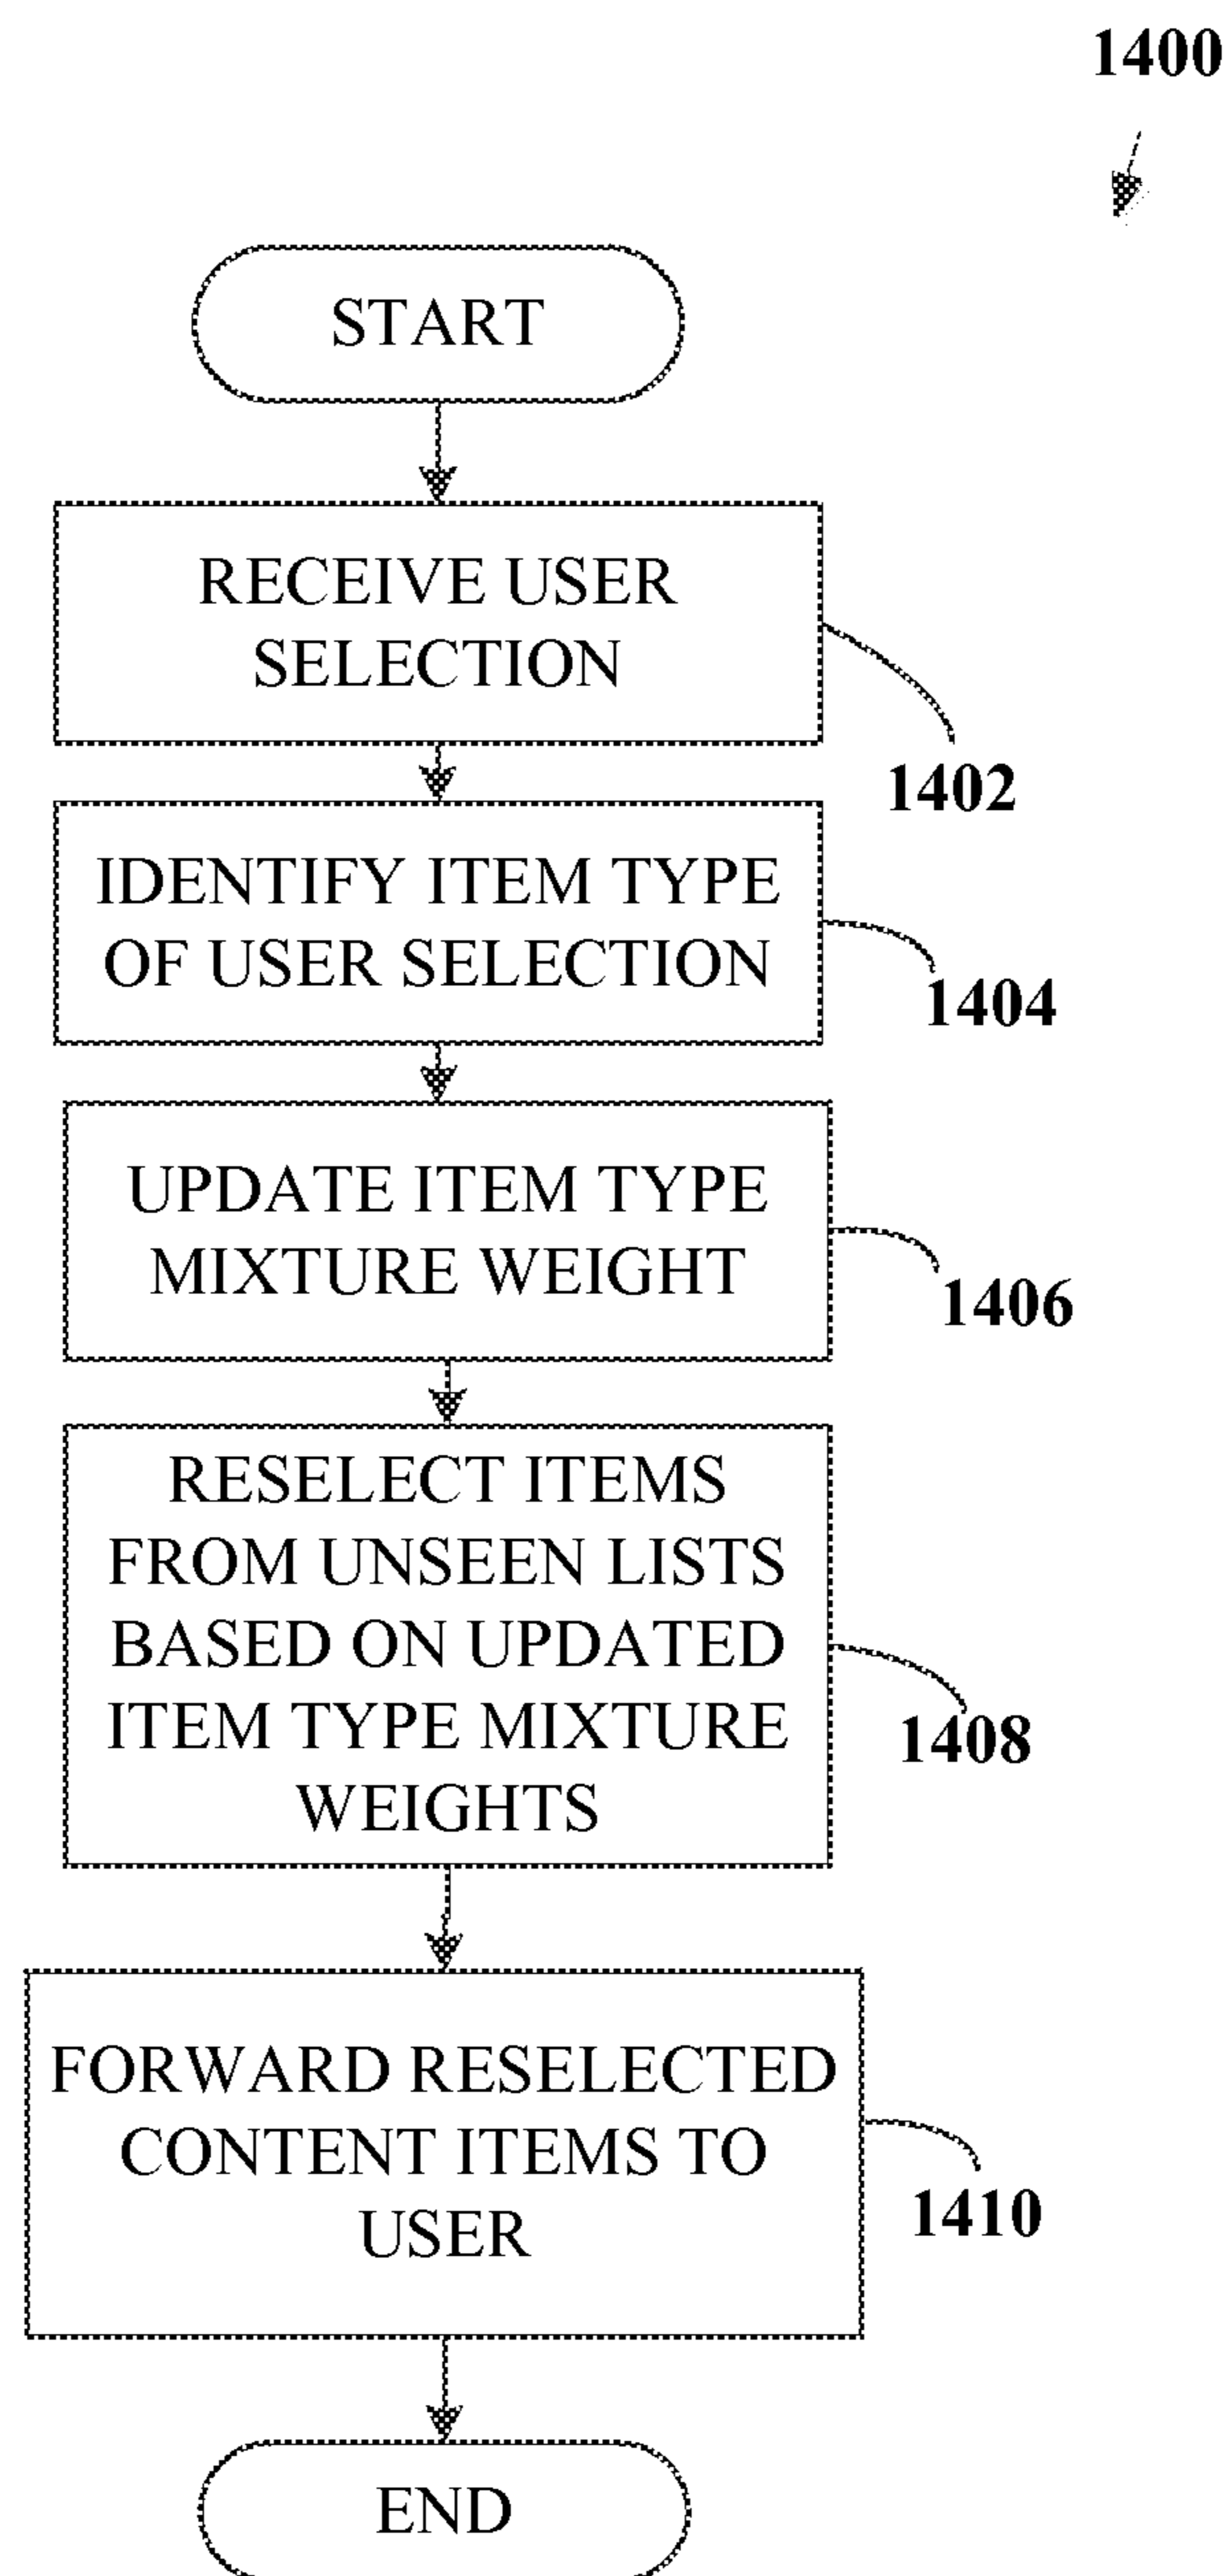 1400
START
RECEIVE USER
SELECTION
1402
IDENTIFY ITEM TYPE
OF USER SELECTION
1404
UPDATE ITEM TYPE
MIXTURE WEIGHT
1406
RESELECT ITEMS
FROM UNSEEN LISTS
BASED ON UPDATED
ITEM TYPE MIXTURE
WEIGHTS
1408
FORWARD RESELECTED
CONTENT ITEMS TO
USER
1410
END